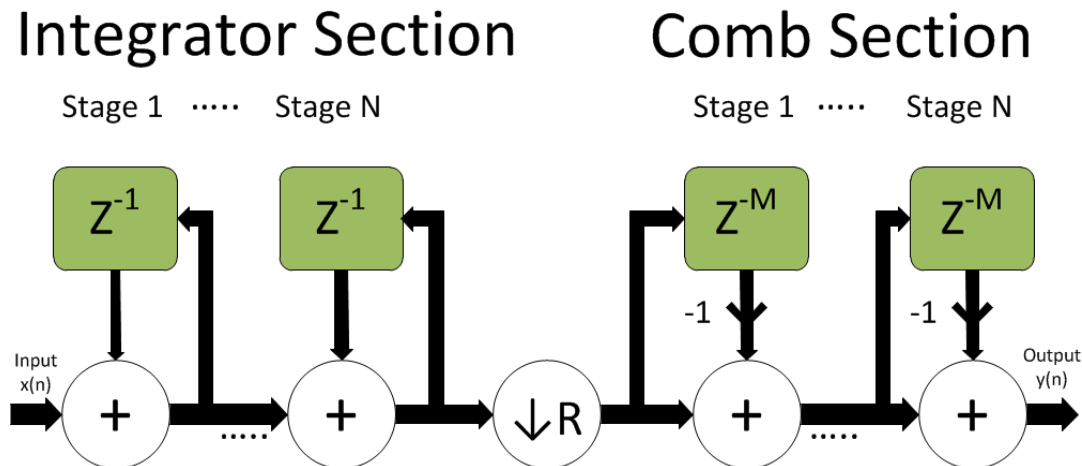 Integrator Section
Comb Section
Stage 1 ..... Stage N
Stage 1 ..... Stage N
Z⁻¹
Z⁻¹
Z⁻ᴹ
Z⁻ᴹ
-1
-1
Input
x(n)
+
+
↓R
+
+
Output
y(n)
.....
.....